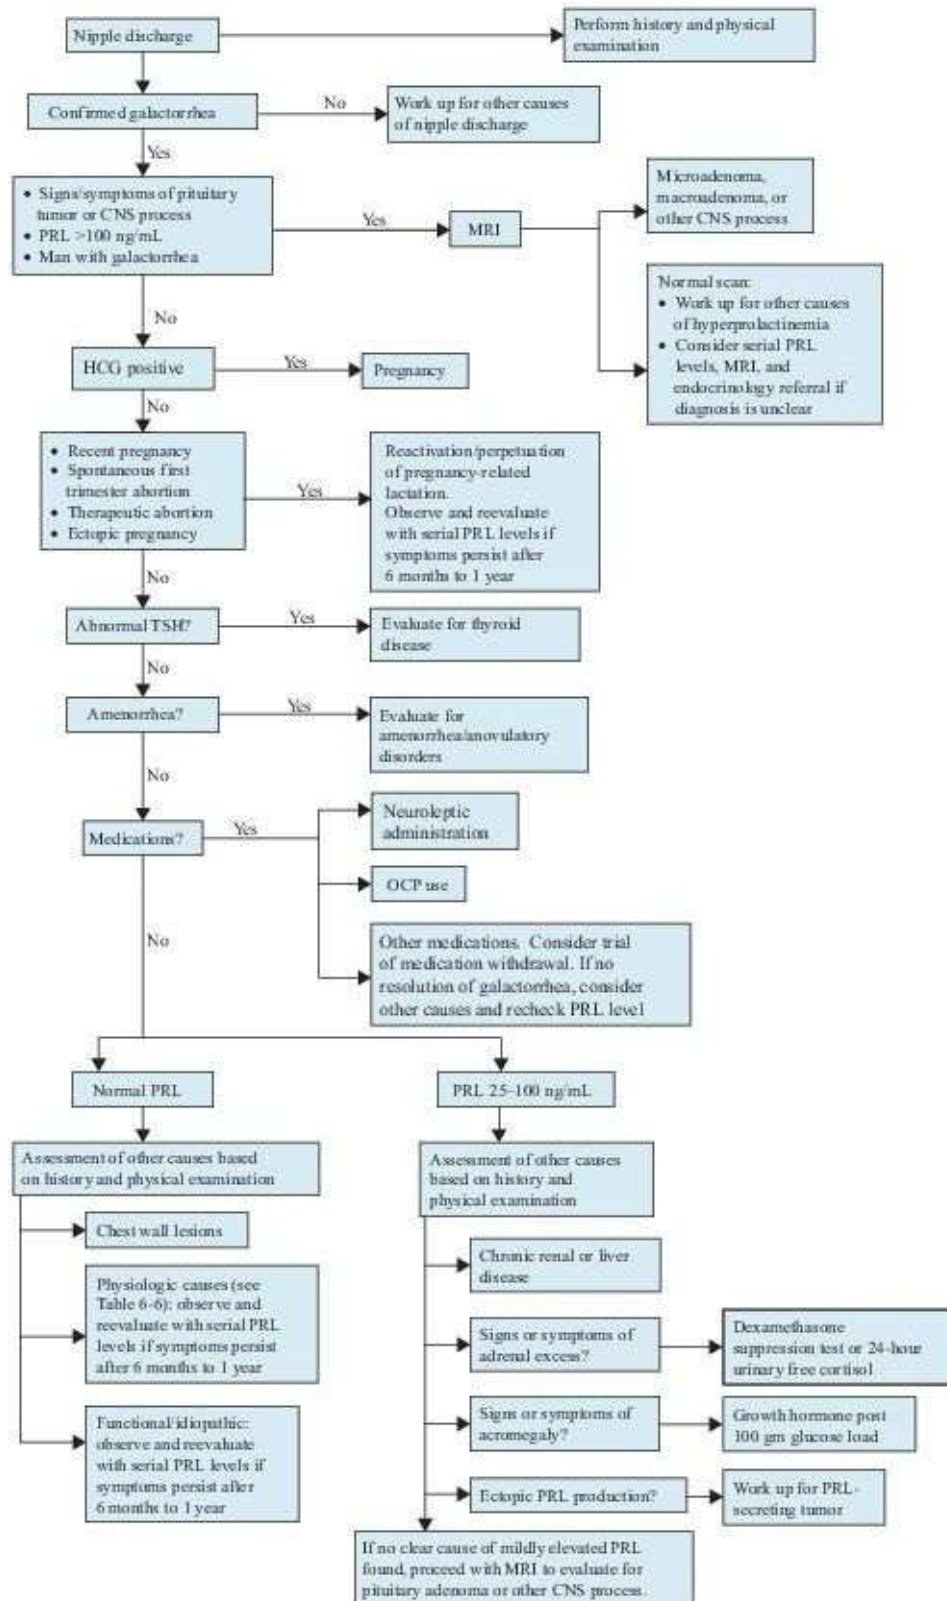 Nipple discharge
Perform history and physical
examination
Confirmed galactorrhea
No
Work up for other causes
of nipple discharge
Yes
• Signs/symptoms of pituitary
tumor or CNS process
• PRL >100 ng/mL
• Man with galactorrhea
Yes
MRI
Microadenoma,
macroadenoma, or
other CNS process
Normal scan:
• Work up for other causes
of hyperprolactinemia
• Consider serial PRL
levels, MRI, and
endocrinology referral if
diagnosis is unclear
No
HCG positive
Yes
Pregnancy
No
• Recent pregnancy
• Spontaneous first
trimester abortion
• Therapeutic abortion
• Ectopic pregnancy
Yes
Reactivation/perpetuation
of pregnancy-related
lactation.
Observe and reevaluate
with serial PRL levels if
symptoms persist after
6 months to 1 year
No
Abnormal TSH?
Yes
Evaluate for thyroid
disease
No
Amenorrhea?
Yes
Evaluate for
amenorrhea/anovulatory
disorders
No
Medications?
Yes
Neuroleptic
administration
OCP use
Other medications. Consider trial
of medication withdrawal. If no
resolution of galactorrhea, consider
other causes and recheck PRL level
No
Normal PRL
Assessment of other causes based
on history and physical examination
Chest wall lesions
Physiologic causes (see
Table 6-6): observe and
reevaluate with serial PRL
levels if symptoms persist
after 6 months to 1 year
Functional/idiopathic:
observe and reevaluate
with serial PRL levels if
symptoms persist after
6 months to 1 year
PRL 25–100 ng/mL
Assessment of other causes
based on history and
physical examination
Chronic renal or liver
disease
Signs or symptoms of
adrenal excess?
Dexamethasone
suppression test or 24-hour
urinary free cortisol
Signs or symptoms of
acromegaly?
Growth hormone post
100 gm glucose load
Ectopic PRL production?
Work up for PRL-
secreting tumor
If no clear cause of mildly elevated PRL
found, proceed with MRI to evaluate for
pituitary adenoma or other CNS process.